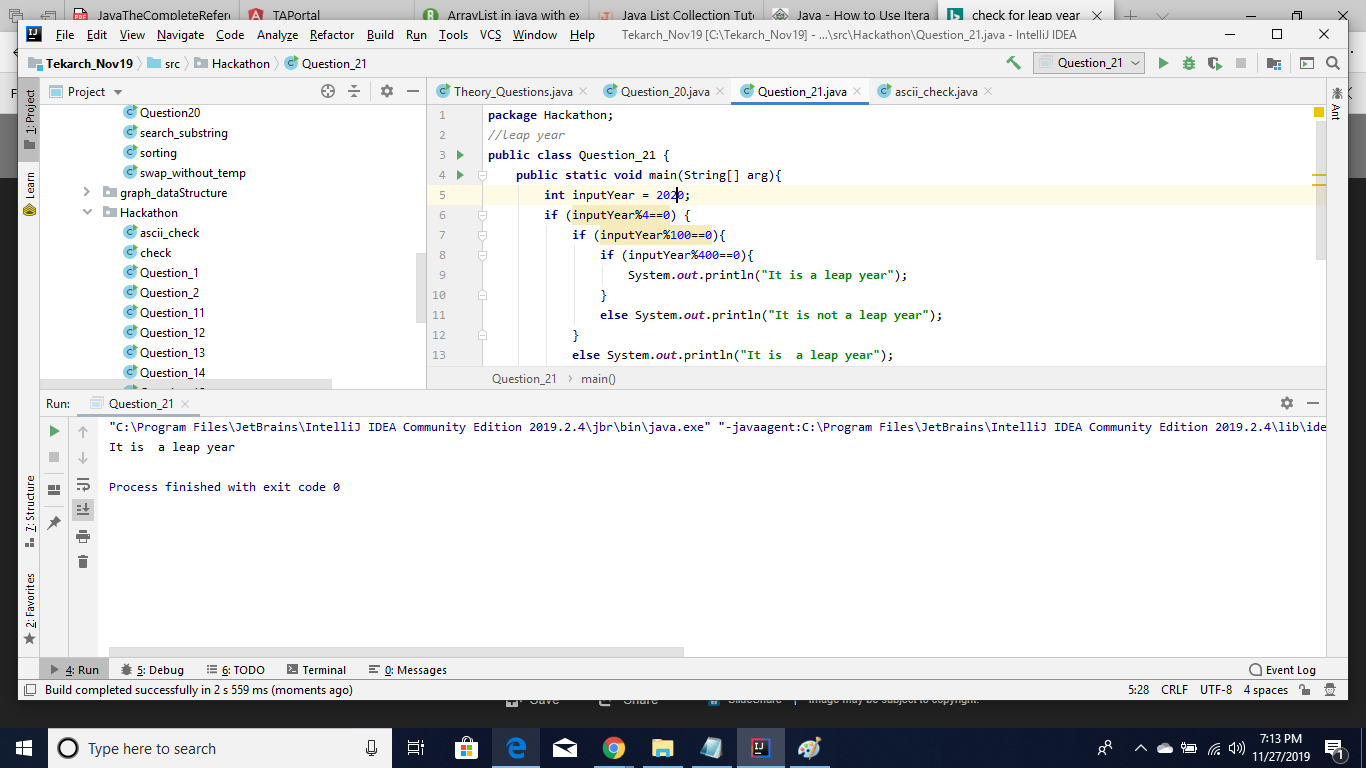 JavaTheCompleteRefere
TAPortal
ArrayList in java with ex
Java List Collection Tut
Java - How to Use Itera
check for leap year
File Edit View Navigate Code Analyze Refactor Build Run Tools VCS Window Help
Tekarch_Nov19 [C:\Tekarch_Nov19] - ...\src\Hackathon\Question_21.java - IntelliJ IDEA
Tekarch_Nov19 src Hackathon Question_21
Question_21
1: Project
Learn
7: Structure
2: Favorites
Ant
Project
Question20
search_substring
sorting
swap_without_temp
graph_dataStructure
Hackathon
ascii_check
check
Question_1
Question_2
Question_11
Question_12
Question_13
Question_14
Theory_Questions.java Question_20.java Question_21.java ascii_check.java
1 package Hackathon;
2 //leap year
3 public class Question_21 {
4 public static void main(String[] arg){
5 int inputYear = 2020;
6 if (inputYear%4==0) {
7 if (inputYear%100==0){
8 if (inputYear%400==0){
9 System.out.println("It is a leap year");
10 }
11 else System.out.println("It is not a leap year");
12 }
13 else System.out.println("It is  a leap year");
Question_21 main()
Run: Question_21
"C:\Program Files\JetBrains\IntelliJ IDEA Community Edition 2019.2.4\jbr\bin\java.exe" "-javaagent:C:\Program Files\JetBrains\IntelliJ IDEA Community Edition 2019.2.4\lib\ide
It is  a leap year
Process finished with exit code 0
4: Run 5: Debug 6: TODO Terminal 0: Messages Event Log
Build completed successfully in 2 s 559 ms (moments ago)
5:28 CRLF UTF-8 4 spaces
Save Share SlideShare Image may be subject to copyright.
Type here to search
7:13 PM
11/27/2019
1